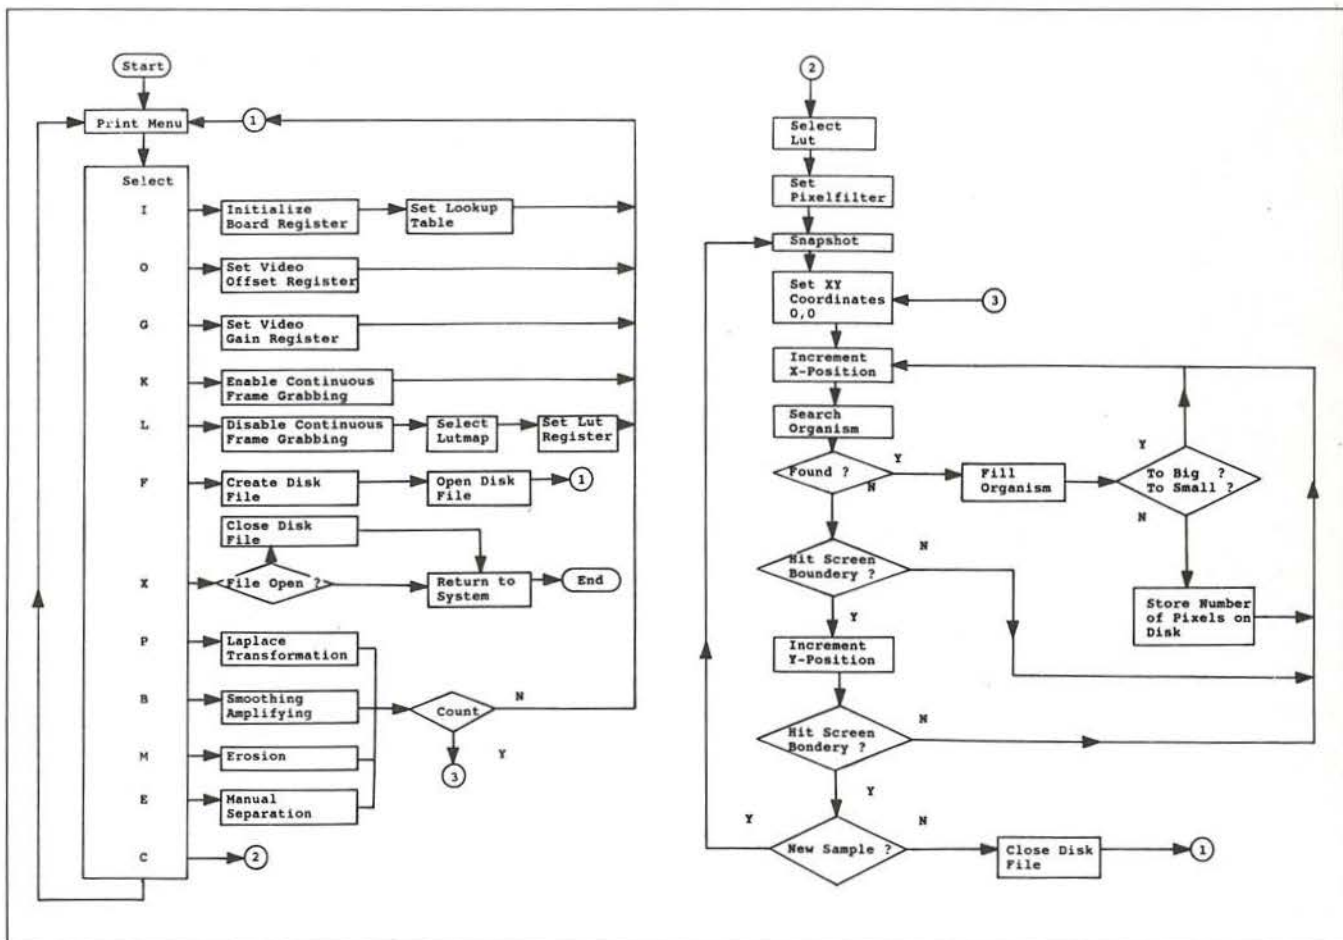 Start
Print Menu
1
Select
I
Initialize
Board Register
Set Lookup
Table
O
Set Video
Offset Register
G
Set Video
Gain Register
K
Enable Continuous
Frame Grabbing
L
Disable Continuous
Frame Grabbing
Select
Lutmap
Set Lut
Register
F
Create Disk
File
Open Disk
File
1
Close Disk
File
X
File Open ?
Return to
System
End
P
Laplace
Transformation
B
Smoothing
Amplifying
Count
N
Y
3
M
Erosion
E
Manual
Separation
C
2
2
Select
Lut
Set
Pixelfilter
Snapshot
Set XY
Coordinates
0,0
3
Increment
X-Position
Search
Organism
Found ?
Y
N
Fill
Organism
Y
To Big ?
To Small ?
N
Store Number
of Pixels on
Disk
Hit Screen
Boundery ?
N
Y
Increment
Y-Position
Hit Screen
Bondery ?
N
Y
New Sample ?
Y
N
Close Disk
File
1